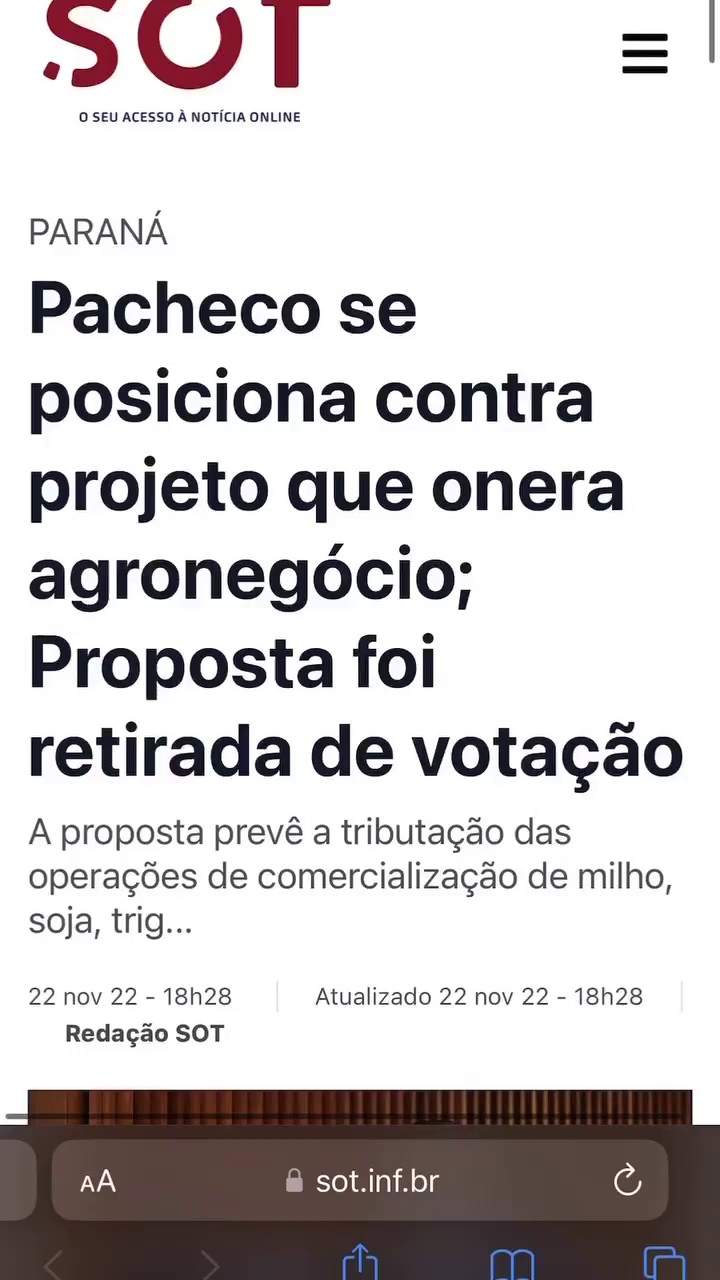 SOT
O SEU ACESSO À NOTÍCIA ONLINE
PARANÁ
Pacheco se
posiciona contra
projeto que onera
agronegócio;
Proposta foi
retirada de votação
A proposta prevê a tributação das
operações de comercialização de milho,
soja, trig...
22 nov 22 - 18h28
Atualizado 22 nov 22 - 18h28
Redação SOT
AA
sot.inf.br